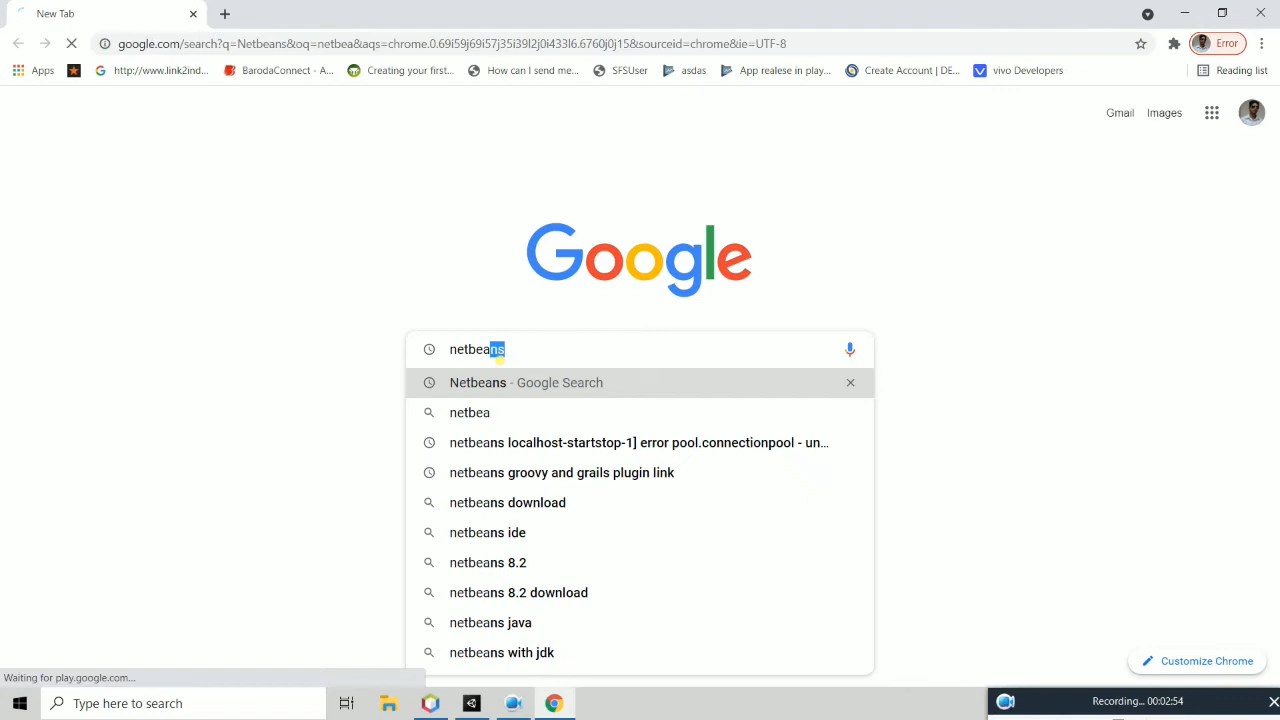 New Tab
google.com/search?q=Netbeans&oq=netbea&aqs=chrome.0.69i59j69i57j35i39l2j0i433l6.6760j0j15&sourceid=chrome&ie=UTF-8
Error
Apps
http://www.link2ind...
BarodaConnect - A...
Creating your first...
How can I send me...
SFSUser
asdas
App realese in play...
Create Account | DE...
vivo Developers
Reading list
Gmail
Images
Google
netbeans
Netbeans - Google Search
netbea
netbeans localhost-startstop-1] error pool.connectionpool - un...
netbeans groovy and grails plugin link
netbeans download
netbeans ide
netbeans 8.2
netbeans 8.2 download
netbeans java
netbeans with jdk
Customize Chrome
Waiting for play.google.com...
Type here to search
Recording... 00:02:54